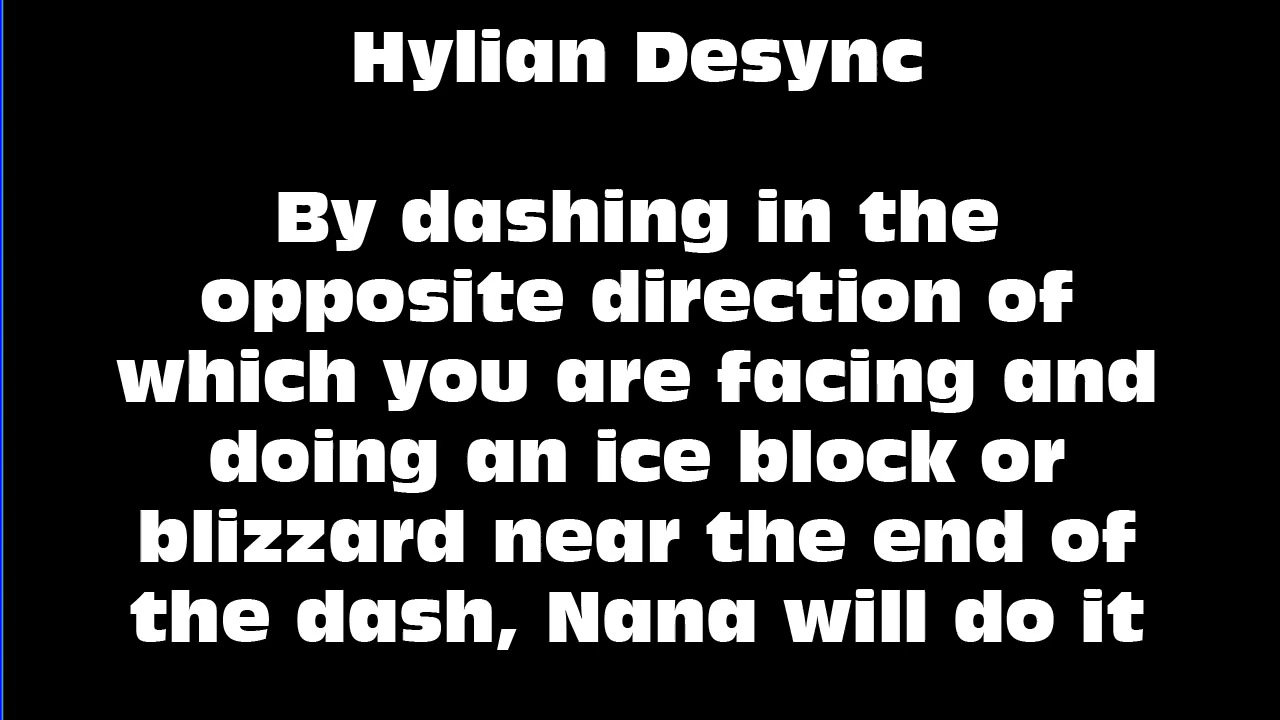 Hylian Desync
By dashing in the
opposite direction of
which you are facing and
doing an ice block or
blizzard near the end of
the dash, Nana will do it